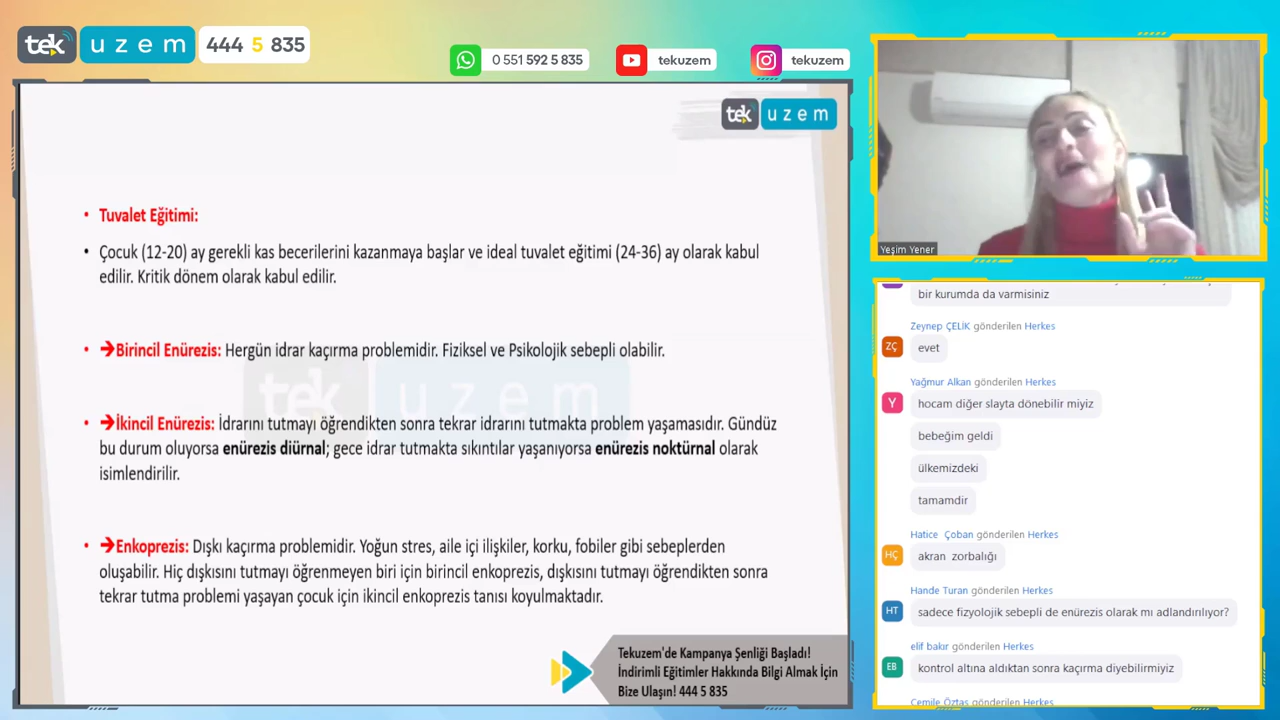 tek uzem 444 5 835
0 551 592 5 835
tekuzem
tekuzem
tek uzem
• Tuvalet Eğitimi:
• Çocuk (12-20) ay gerekli kas becerilerini kazanmaya başlar ve ideal tuvalet eğitimi (24-36) ay olarak kabul
edilir. Kritik dönem olarak kabul edilir.
• ➔Birincil Enürezis: Hergün idrar kaçırma problemidir. Fiziksel ve Psikolojik sebepli olabilir.
tek uzem
• ➔İkincil Enürezis: İdrarını tutmayı öğrendikten sonra tekrar idrarını tutmakta problem yaşamasıdır. Gündüz
bu durum oluyorsa enürezis diürnal; gece idrar tutmakta sıkıntılar yaşanıyorsa enürezis noktürnal olarak
isimlendirilir.
• ➔Enkoprezis: Dışkı kaçırma problemidir. Yoğun stres, aile içi ilişkiler, korku, fobiler gibi sebeplerden
oluşabilir. Hiç dışkısını tutmayı öğrenmeyen biri için birincil enkoprezis, dışkısını tutmayı öğrendikten sonra
tekrar tutma problemi yaşayan çocuk için ikincil enkoprezis tanısı koyulmaktadır.
Tekuzem'de Kampanya Şenliği Başladı!
İndirimli Eğitimler Hakkında Bilgi Almak İçin
Bize Ulaşın! 444 5 835
Yeşim Yener
bir kurumda da varmisiniz
Zeynep ÇELİK gönderilen Herkes
ZÇ evet
Yağmur Alkan gönderilen Herkes
Y hocam diğer slayta dönebilir miyiz
bebeğim geldi
ülkemizdeki
tamamdir
Hatice Çoban gönderilen Herkes
HÇ akran zorbalığı
Hande Turan gönderilen Herkes
HT sadece fizyolojik sebepli de enürezis olarak mı adlandırılıyor?
elif bakır gönderilen Herkes
EB kontrol altına aldıktan sonra kaçırma diyebilirmiyiz
Cemile Öztaş gönderilen Herkes